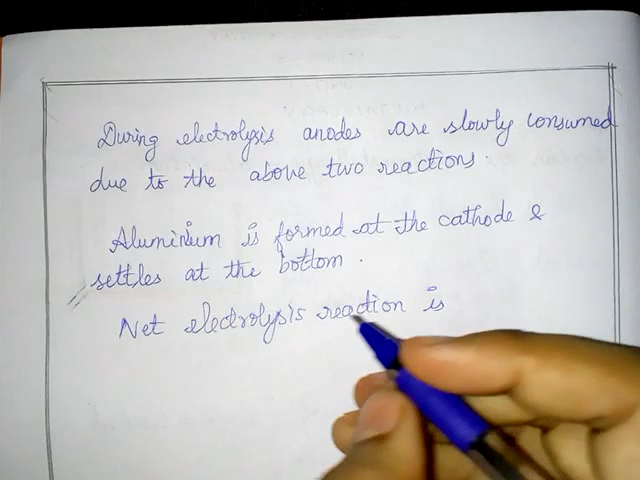 During electrolysis anodes are slowly consumed
due to the above two reactions.
Aluminium is formed at the cathode &
settles at the bottom.
Net electrolysis reaction is